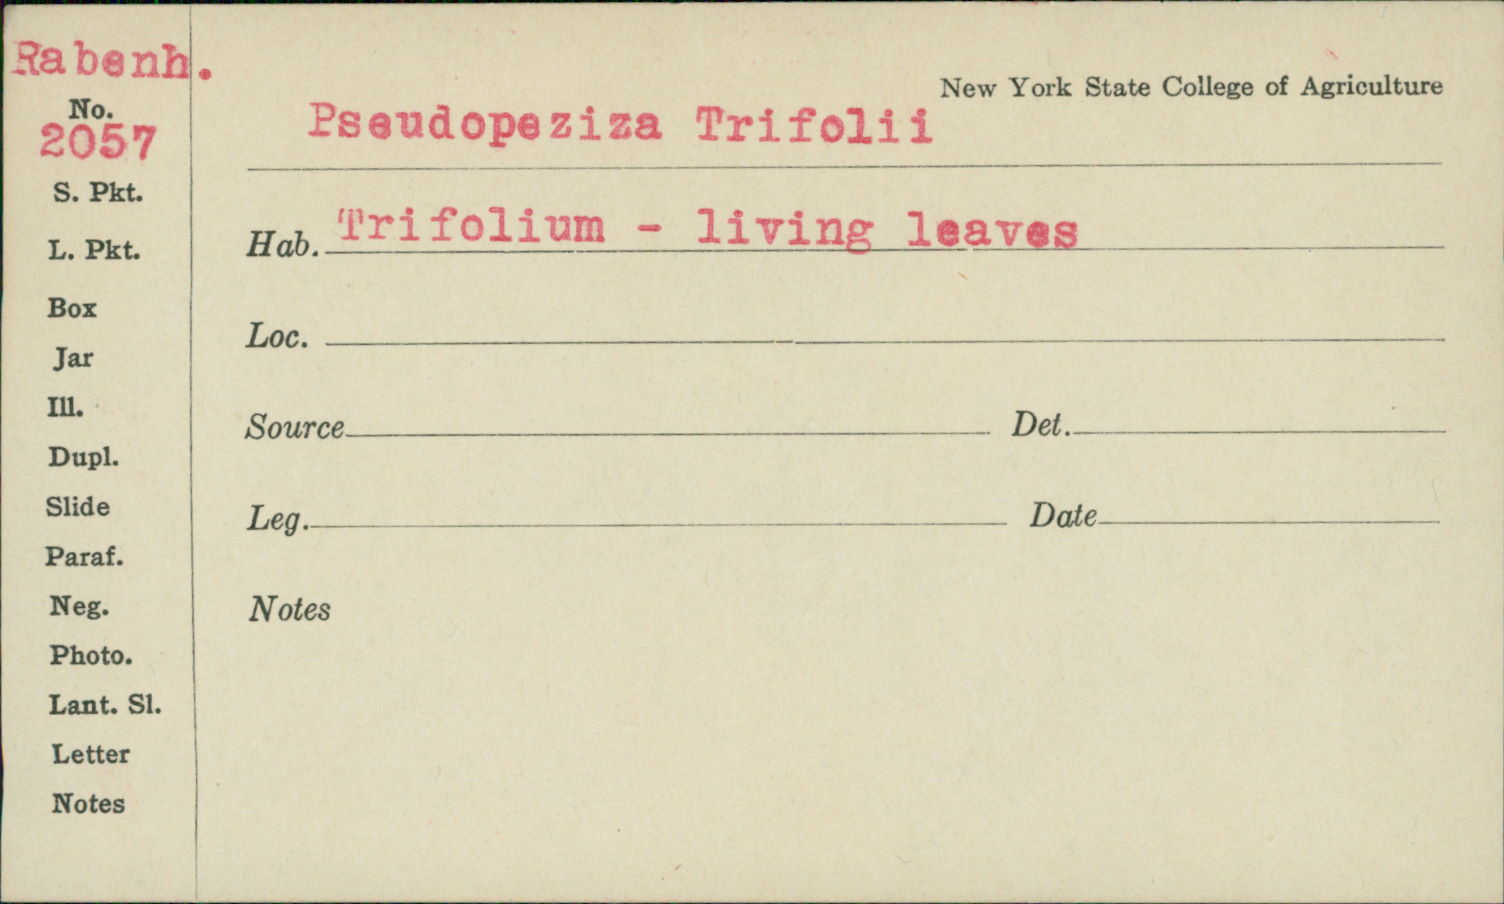 Rabenh.
No.
2057
S. Pkt.
L. Pkt.
Box
Jar
Ill.
Dupl.
Slide
Paraf.
Neg.
Photo.
Lant. Sl.
Letter
Notes
New York State College of Agriculture
Pseudopeziza Trifolii
Hab. Trifolium - living leaves
Loc.
Source Det.
Leg. Date
Notes